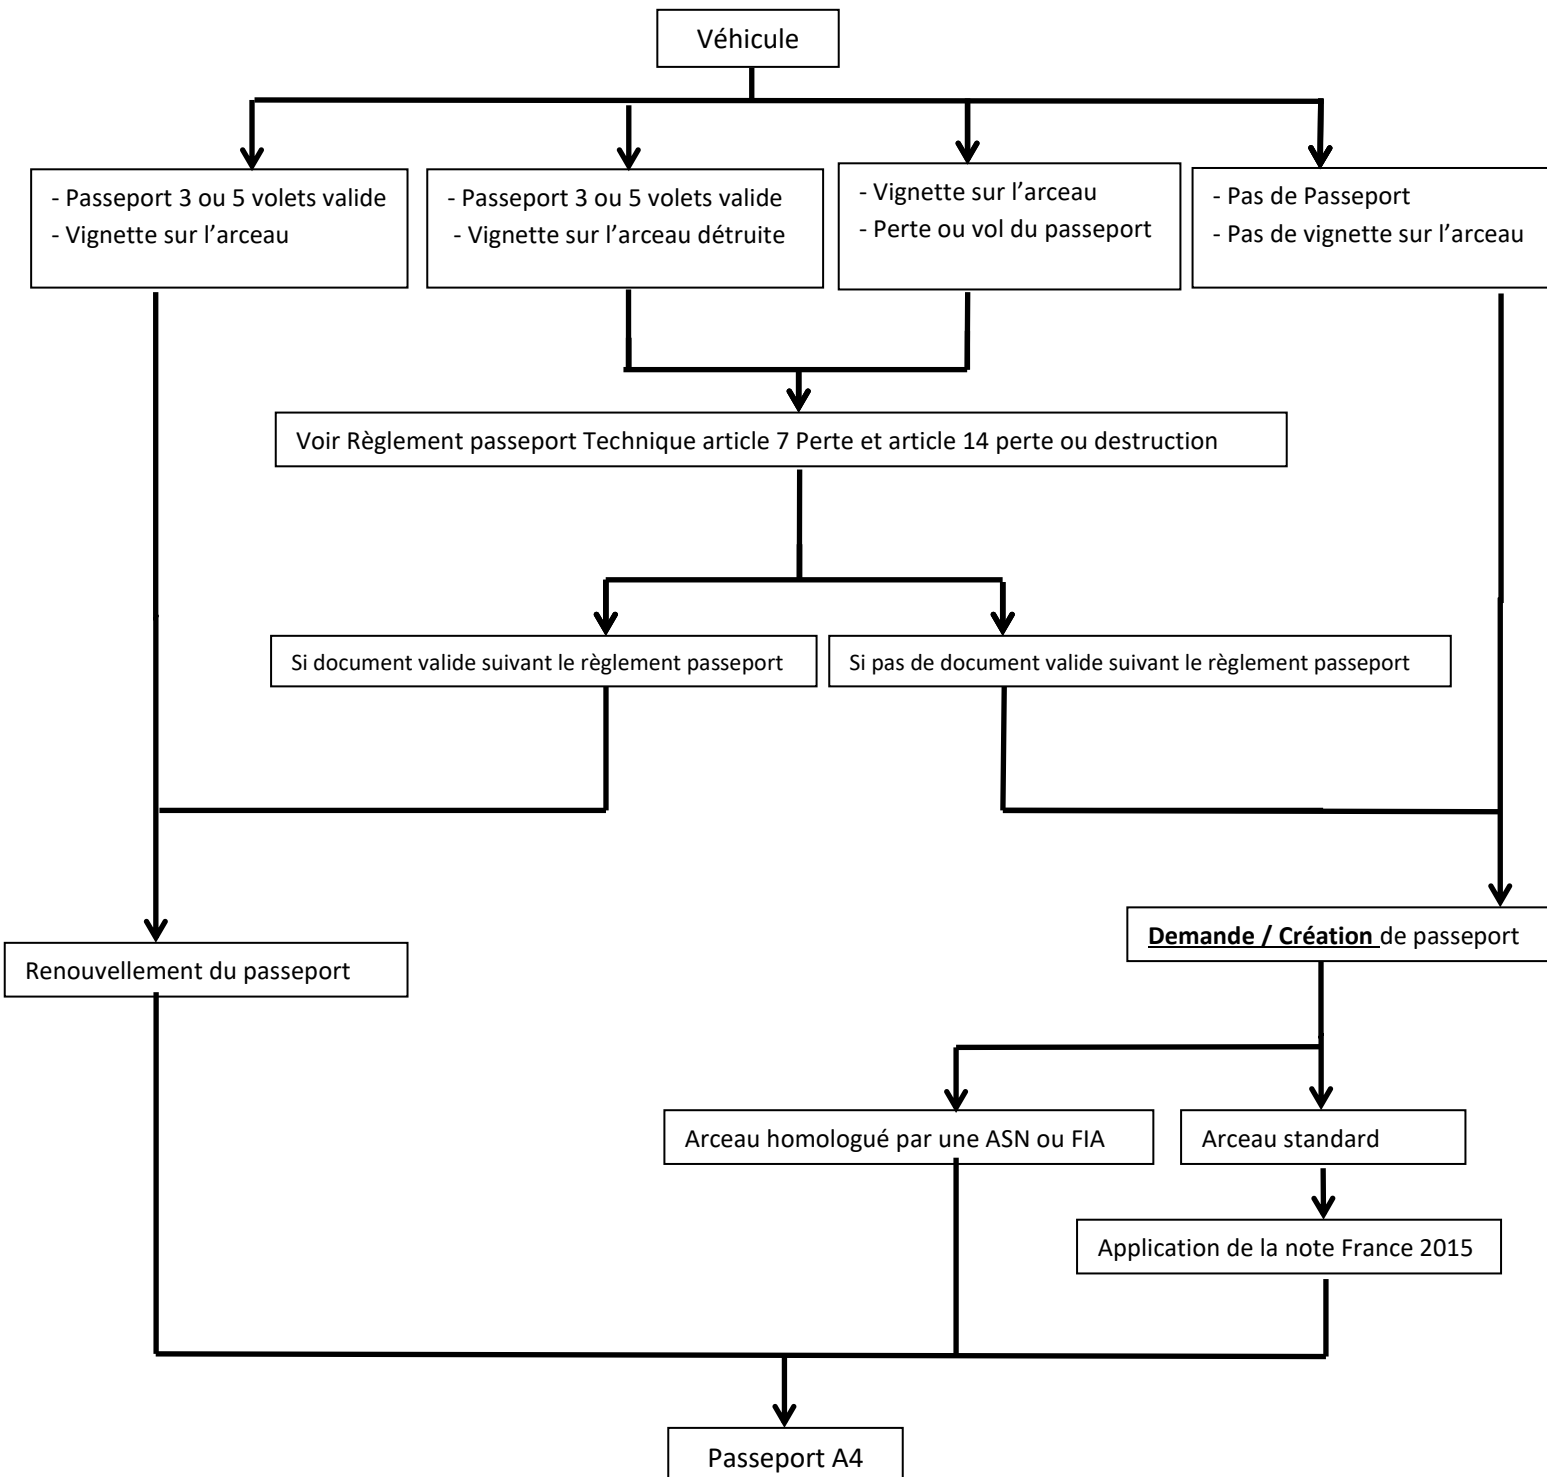 Véhicule
- Passeport 3 ou 5 volets valide
- Vignette sur l’arceau
- Passeport 3 ou 5 volets valide
- Vignette sur l’arceau détruite
- Vignette sur l’arceau
- Perte ou vol du passeport
- Pas de Passeport
- Pas de vignette sur l’arceau
Voir Règlement passeport Technique article 7 Perte et article 14 perte ou destruction
Si document valide suivant le règlement passeport
Si pas de document valide suivant le règlement passeport
Demande / Création de passeport
Renouvellement du passeport
Arceau homologué par une ASN ou FIA
Arceau standard
Application de la note France 2015
Passeport A4